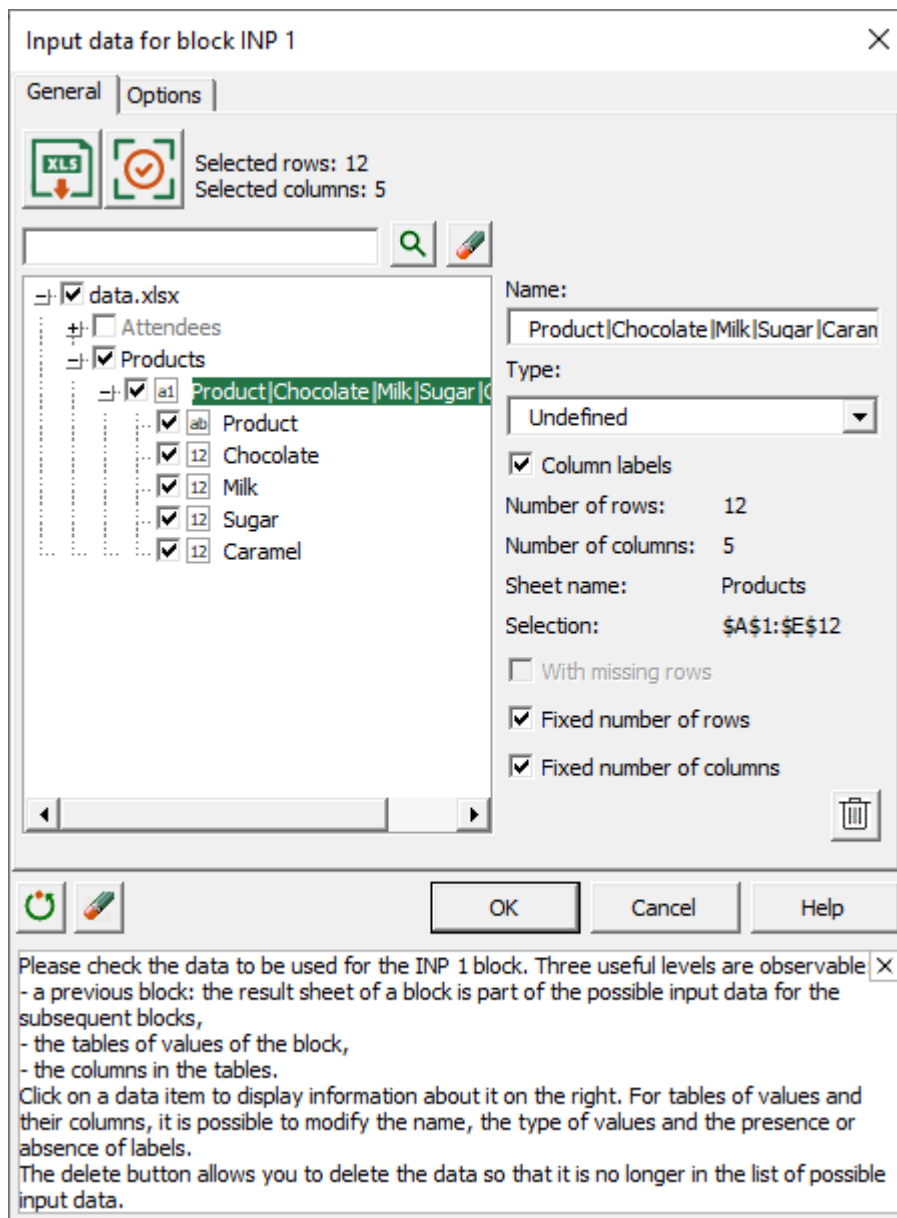 Input data for block INP 1
General
Options
XLS
Selected rows: 12
Selected columns: 5
data.xlsx
Attendees
Products
a1 Product|Chocolate|Milk|Sugar|C
ab Product
12 Chocolate
12 Milk
12 Sugar
12 Caramel
Name:
Product|Chocolate|Milk|Sugar|Caram
Type:
Undefined
Column labels
Number of rows: 12
Number of columns: 5
Sheet name: Products
Selection: $A$1:$E$12
With missing rows
Fixed number of rows
Fixed number of columns
OK
Cancel
Help
Please check the data to be used for the INP 1 block. Three useful levels are observable:
- a previous block: the result sheet of a block is part of the possible input data for the
subsequent blocks,
- the tables of values of the block,
- the columns in the tables.
Click on a data item to display information about it on the right. For tables of values and
their columns, it is possible to modify the name, the type of values and the presence or
absence of labels.
The delete button allows you to delete the data so that it is no longer in the list of possible
input data.